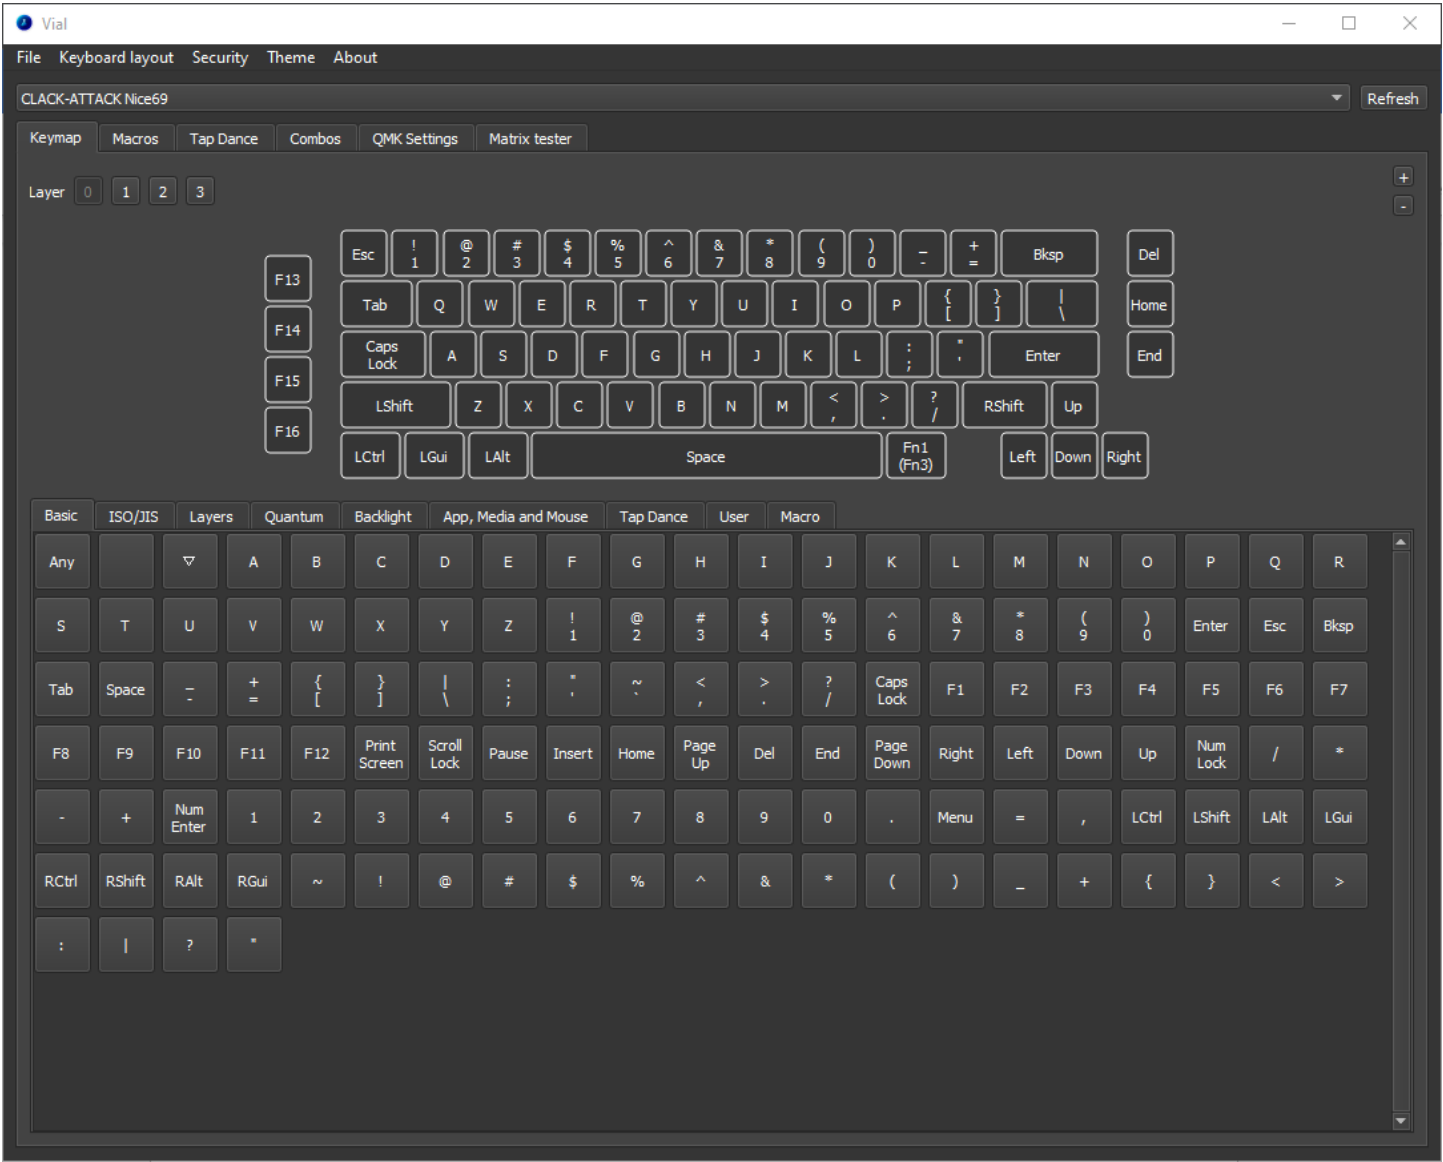 Vial
File Keyboard layout Security Theme About
CLACK-ATTACK Nice69 Refresh
Keymap Macros Tap Dance Combos QMK Settings Matrix tester
Layer 0 1 2 3
+
-
Esc ! 1 @ 2 # 3 $ 4 % 5 ^ 6 & 7 * 8 ( 9 ) 0 _ - + = Bksp Del
F13
Tab Q W E R T Y U I O P { [ } ] | \ Home
F14
Caps Lock A S D F G H J K L : ; " ' Enter End
F15
LShift Z X C V B N M < , > . ? / RShift Up
F16
LCtrl LGui LAlt Space Fn1 (Fn3) Left Down Right
Basic ISO/JIS Layers Quantum Backlight App, Media and Mouse Tap Dance User Macro
Any ▽ A B C D E F G H I J K L M N O P Q R
S T U V W X Y Z ! 1 @ 2 # 3 $ 4 % 5 ^ 6 & 7 * 8 ( 9 ) 0 Enter Esc Bksp
Tab Space _ - + = { [ } ] | \ : ; " ' ~ ` < , > . ? / Caps Lock F1 F2 F3 F4 F5 F6 F7
F8 F9 F10 F11 F12 Print Screen Scroll Lock Pause Insert Home Page Up Del End Page Down Right Left Down Up Num Lock / *
- + Num Enter 1 2 3 4 5 6 7 8 9 0 . Menu = , LCtrl LShift LAlt LGui
RCtrl RShift RAlt RGui ~ ! @ # $ % ^ & * ( ) _ + { } < >
: | ? "